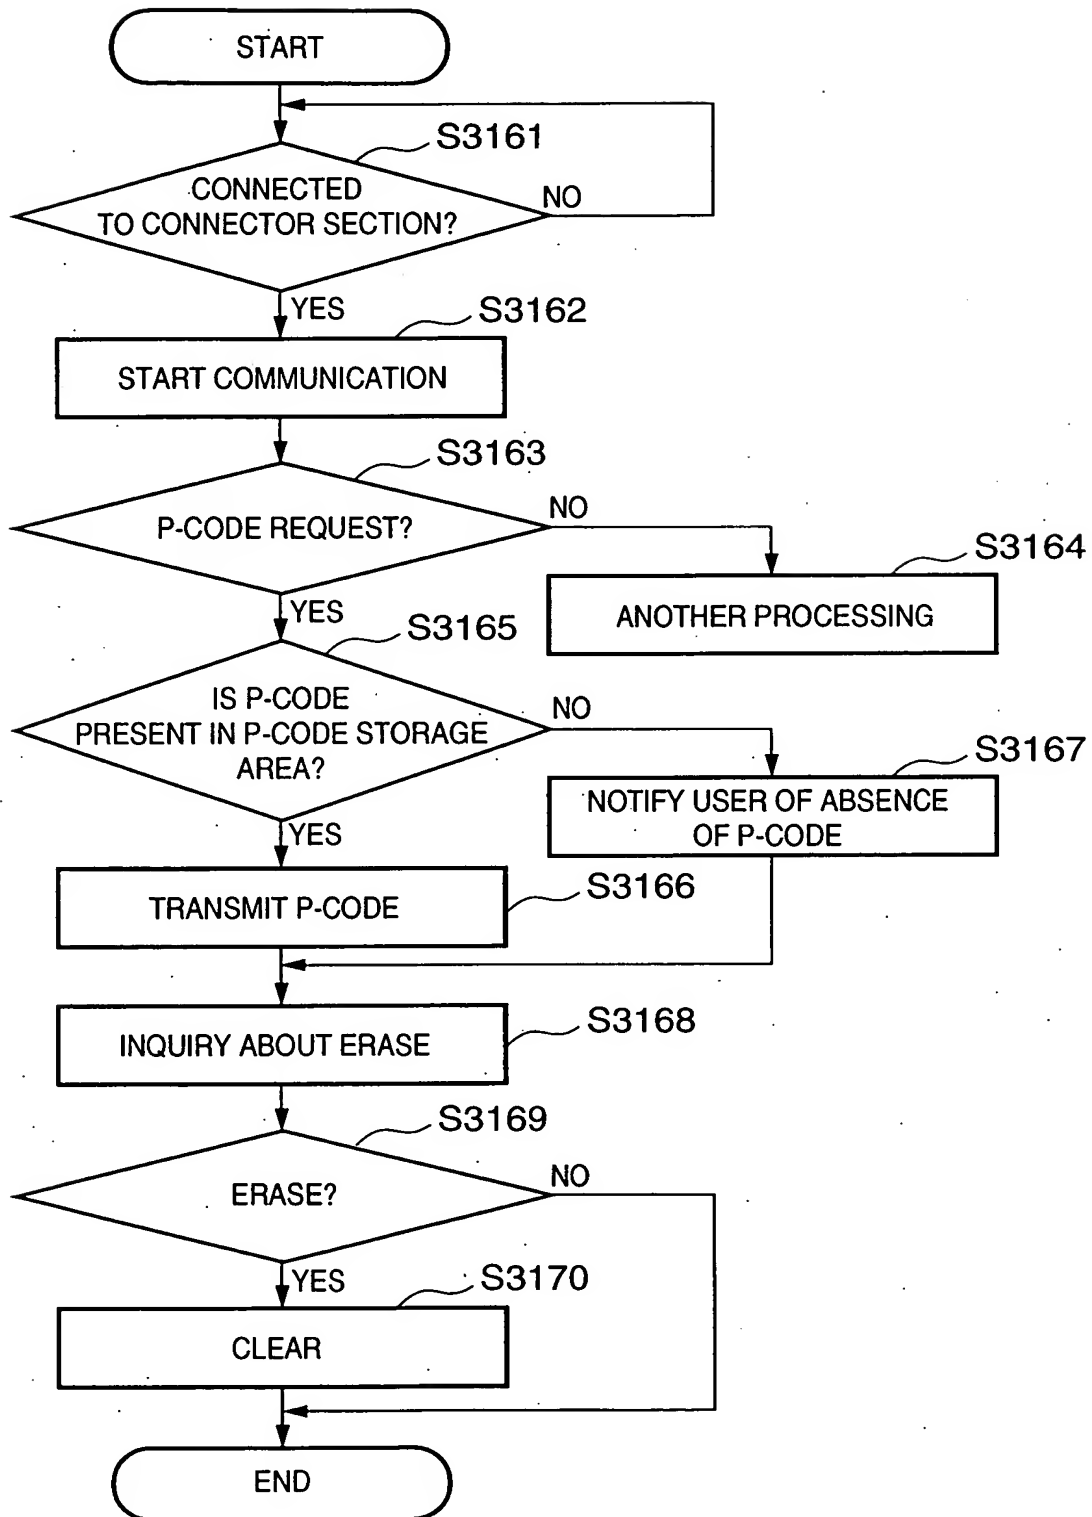 START
S3161
CONNECTED
TO CONNECTOR SECTION?
NO
YES
S3162
START COMMUNICATION
S3163
P-CODE REQUEST?
NO
S3164
ANOTHER PROCESSING
YES
S3165
IS P-CODE
PRESENT IN P-CODE STORAGE
AREA?
NO
S3167
NOTIFY USER OF ABSENCE
OF P-CODE
YES
S3166
TRANSMIT P-CODE
S3168
INQUIRY ABOUT ERASE
S3169
ERASE?
NO
YES
S3170
CLEAR
END